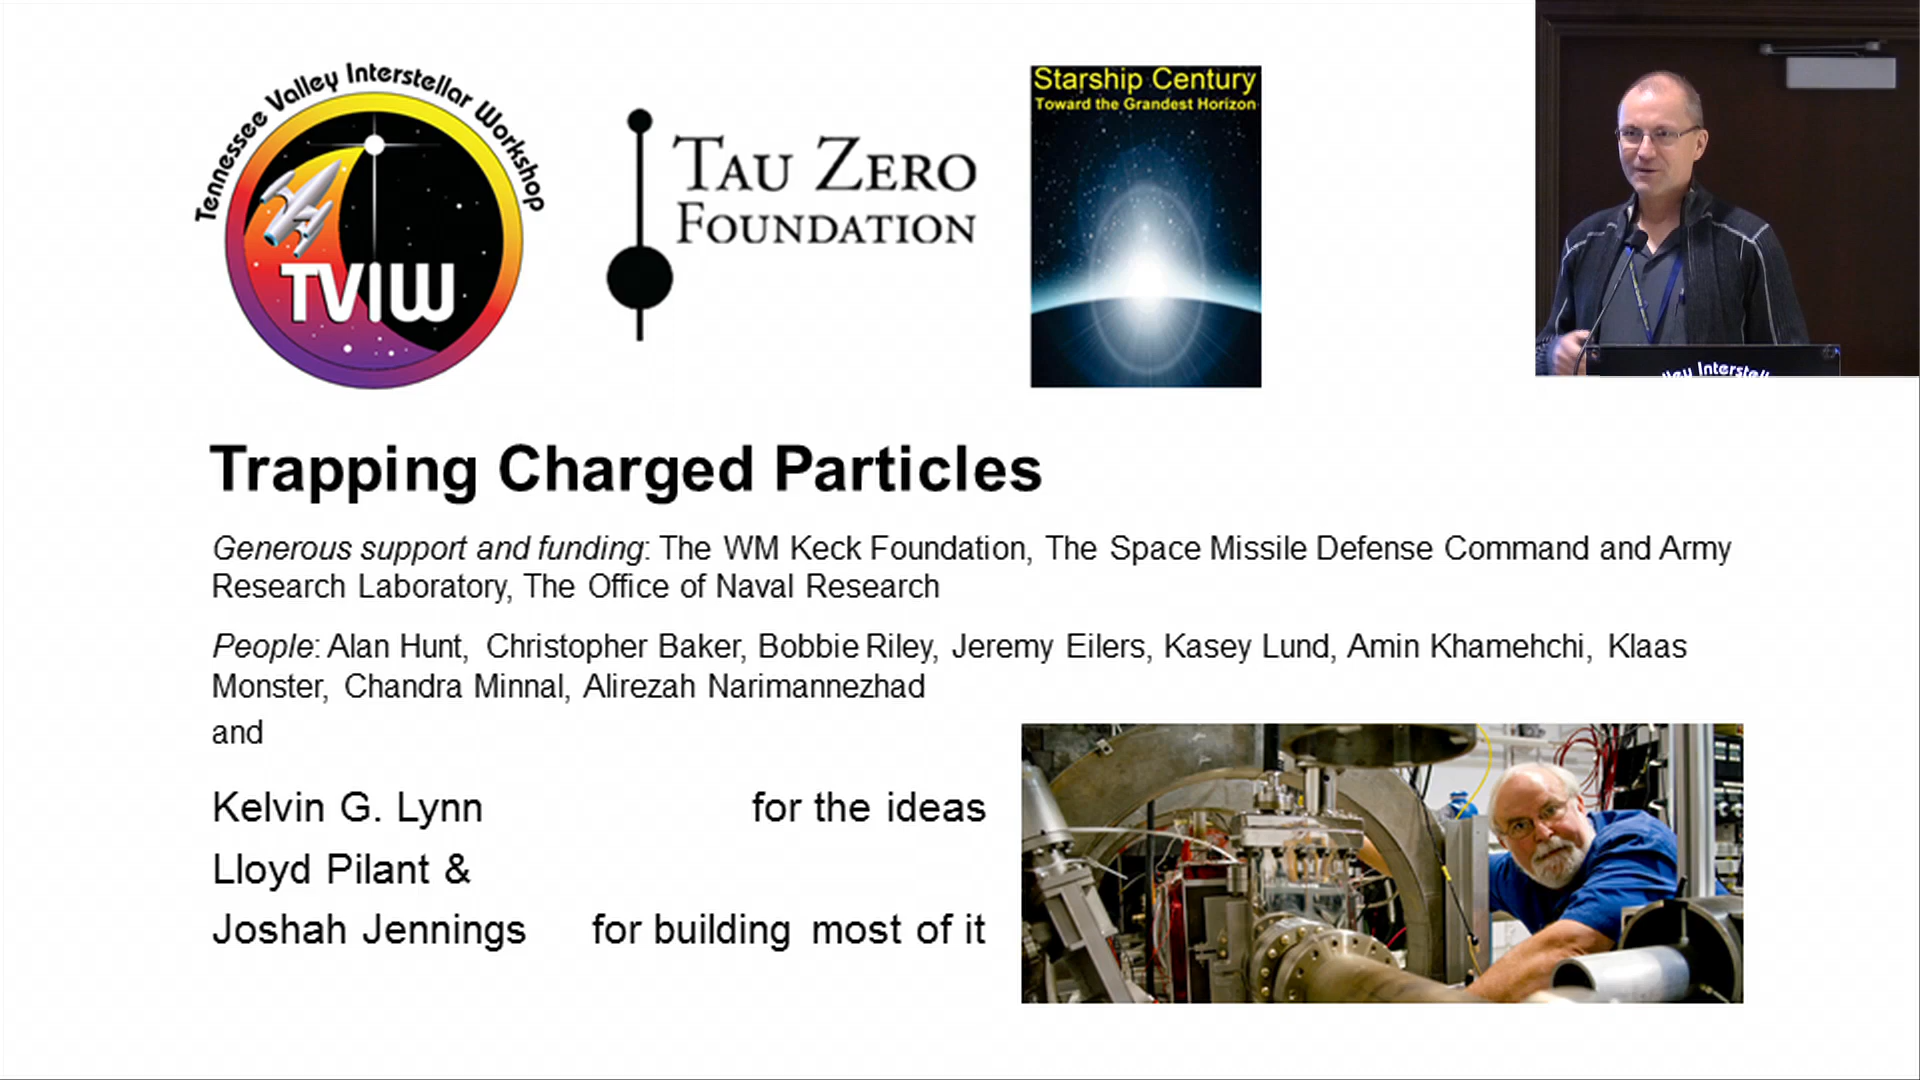 Tennessee Valley Interstellar Workshop
TVIW
TAU ZERO
FOUNDATION
Starship Century
Toward the Grandest Horizon
lley Interstell
Trapping Charged Particles
Generous support and funding: The WM Keck Foundation, The Space Missile Defense Command and Army
Research Laboratory, The Office of Naval Research
People: Alan Hunt, Christopher Baker, Bobbie Riley, Jeremy Eilers, Kasey Lund, Amin Khamehchi, Klaas
Monster, Chandra Minnal, Alirezah Narimannezhad
and
Kelvin G. Lynn for the ideas
Lloyd Pilant &
Joshah Jennings for building most of it